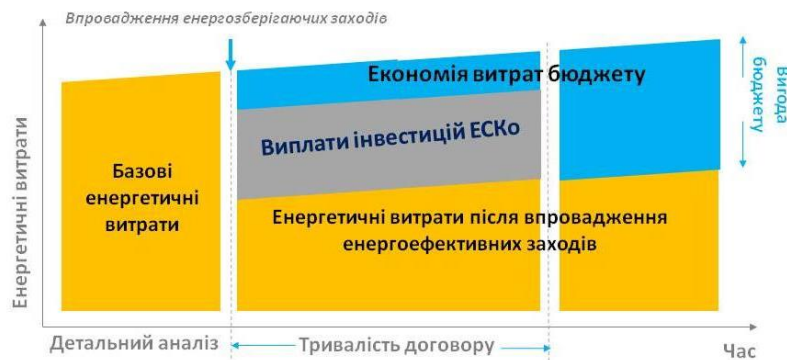 Впровадження енергозберігаючих заходів
Енергетичні витрати
Базові
енергетичні
витрати
Економія витрат бюджету
Виплати інвестицій ЕСКо
Енергетичні витрати після впровадження
енергоефективних заходів
Вигода
бюджету
Детальний аналіз
Тривалість договору
Час